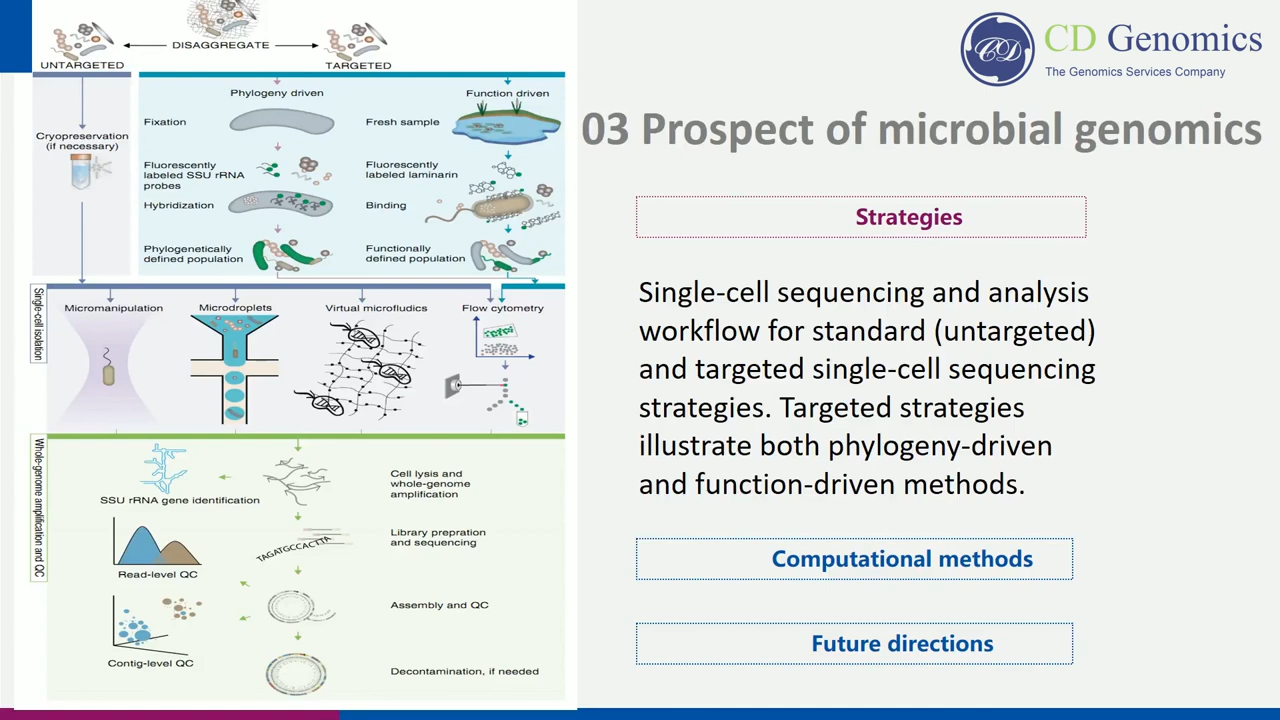 DISAGGREGATE
UNTARGETED
TARGETED
Cryopreservation
(if necessary)
Phylogeny driven
Fixation
Fluorescently
labeled SSU rRNA
probes
Hybridization
Phylogenetically
defined population
Function driven
Fresh sample
Fluorescently
labeled laminarin
Binding
Functionally
defined population
Single-cell isolation
Micromanipulation
Microdroplets
Virtual microfludics
Flow cytometry
Whole-genome amplification and QC
SSU rRNA gene identification
Cell lysis and
whole-genome
amplification
TAGATGCCACTTA
Library prepration
and sequencing
Read-level QC
Assembly and QC
Contig-level QC
Decontamination, if needed
CD
CD Genomics
The Genomics Services Company
03 Prospect of microbial genomics
Strategies
Single-cell sequencing and analysis
workflow for standard (untargeted)
and targeted single-cell sequencing
strategies. Targeted strategies
illustrate both phylogeny-driven
and function-driven methods.
Computational methods
Future directions